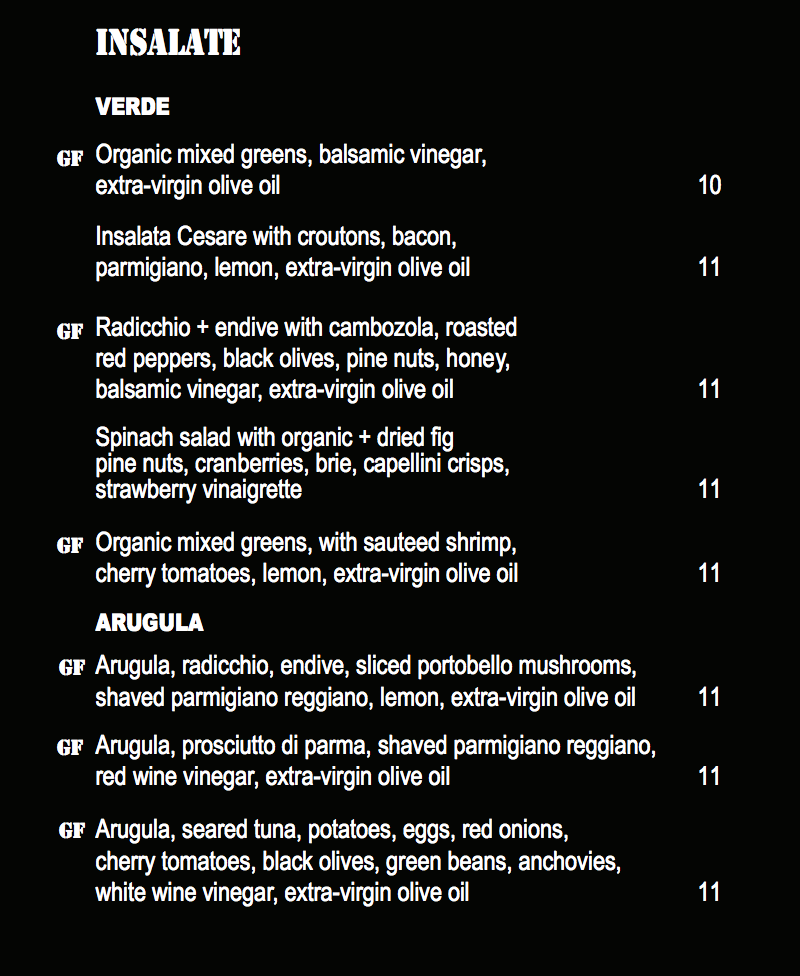 INSALATE
VERDE
GF Organic mixed greens, balsamic vinegar,
extra-virgin olive oil 10
Insalata Cesare with croutons, bacon,
parmigiano, lemon, extra-virgin olive oil 11
GF Radicchio + endive with cambozola, roasted
red peppers, black olives, pine nuts, honey,
balsamic vinegar, extra-virgin olive oil 11
Spinach salad with organic + dried fig
pine nuts, cranberries, brie, capellini crisps,
strawberry vinaigrette 11
GF Organic mixed greens, with sauteed shrimp,
cherry tomatoes, lemon, extra-virgin olive oil 11
ARUGULA
GF Arugula, radicchio, endive, sliced portobello mushrooms,
shaved parmigiano reggiano, lemon, extra-virgin olive oil 11
GF Arugula, prosciutto di parma, shaved parmigiano reggiano,
red wine vinegar, extra-virgin olive oil 11
GF Arugula, seared tuna, potatoes, eggs, red onions,
cherry tomatoes, black olives, green beans, anchovies,
white wine vinegar, extra-virgin olive oil 11